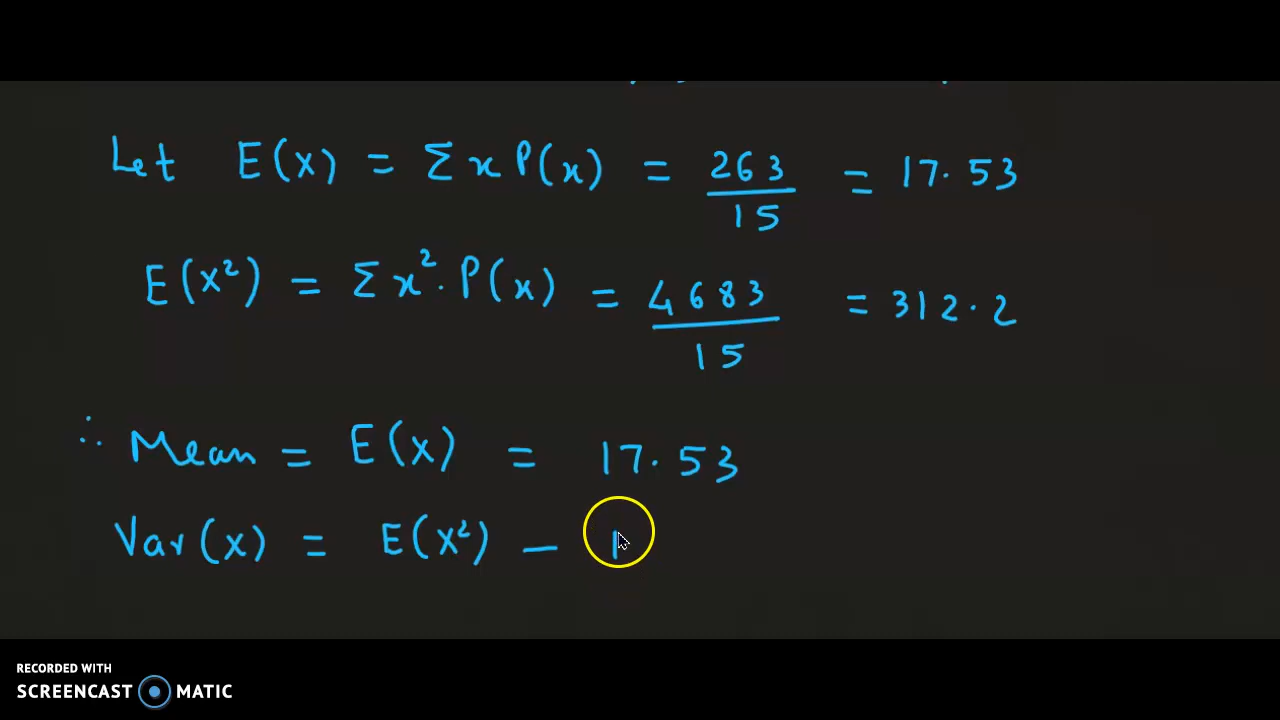 Let E(x) = Σ x P(x) = 263/15 = 17.53
E(x²) = Σ x². P(x) = 4683/15 = 312.2
∴ Mean = E(x) = 17.53
Var(x) = E(x²) –
RECORDED WITH
SCREENCAST MATIC